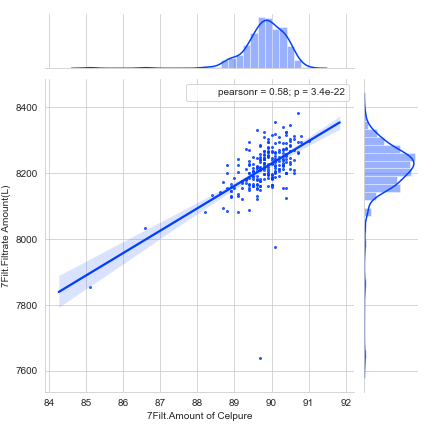 pearsonr = 0.58; p = 3.4e-22
8400
8200
8000
7800
7600
7Filt.Filtrate Amount(L)
84 85 86 87 88 89 90 91 92
7Filt.Amount of Celpure